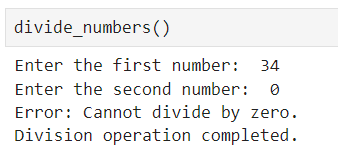 divide_numbers()
Enter the first number:  34
Enter the second number:  0
Error: Cannot divide by zero.
Division operation completed.